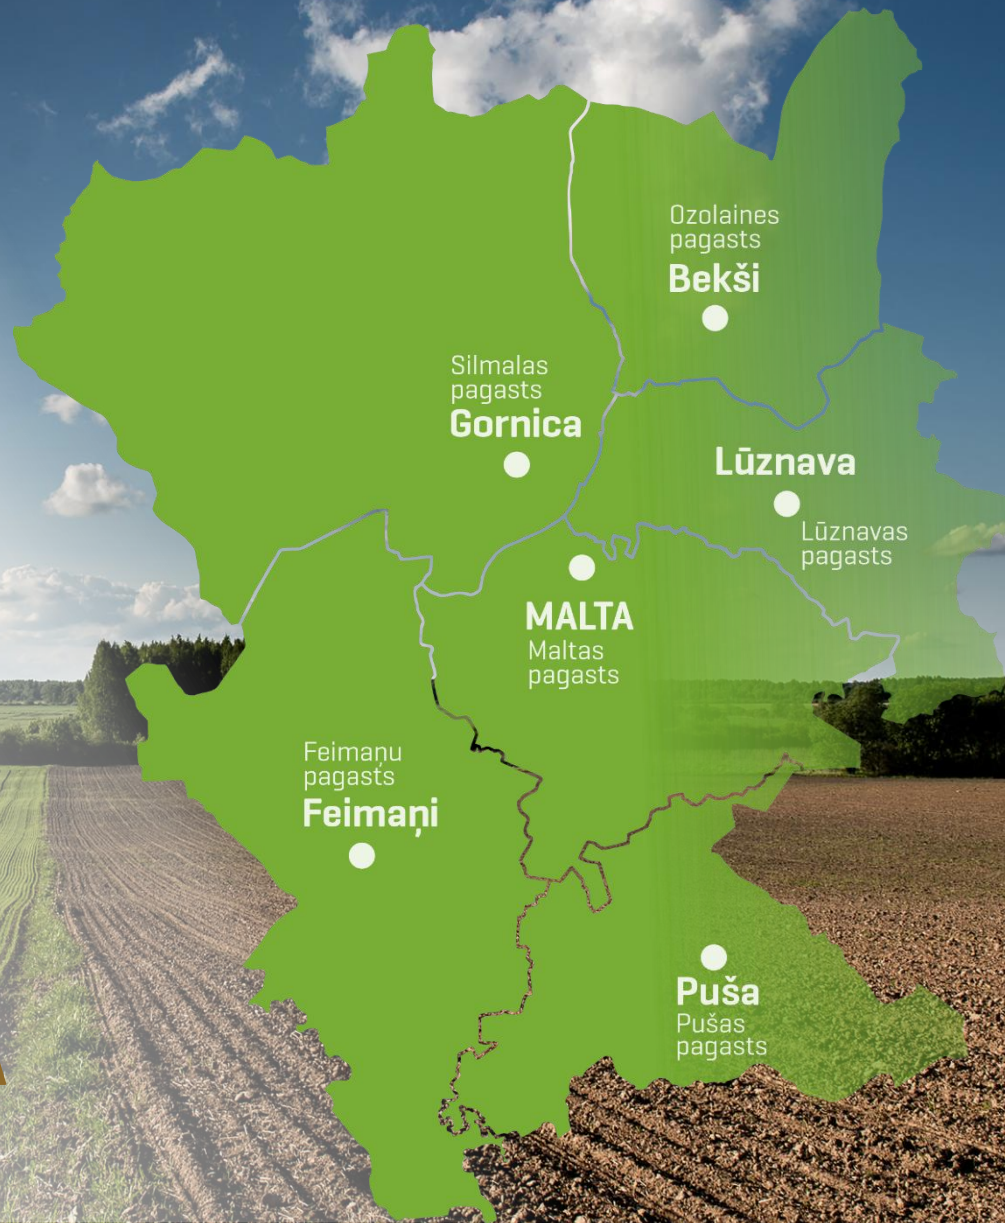 Ozolaines
pagasts
Bekši
Silmalas
pagasts
Gornica
Lūznava
Lūznavas
pagasts
MALTA
Maltas
pagasts
Feimaņu
pagasts
Feimaņi
Puša
Pušas
pagasts